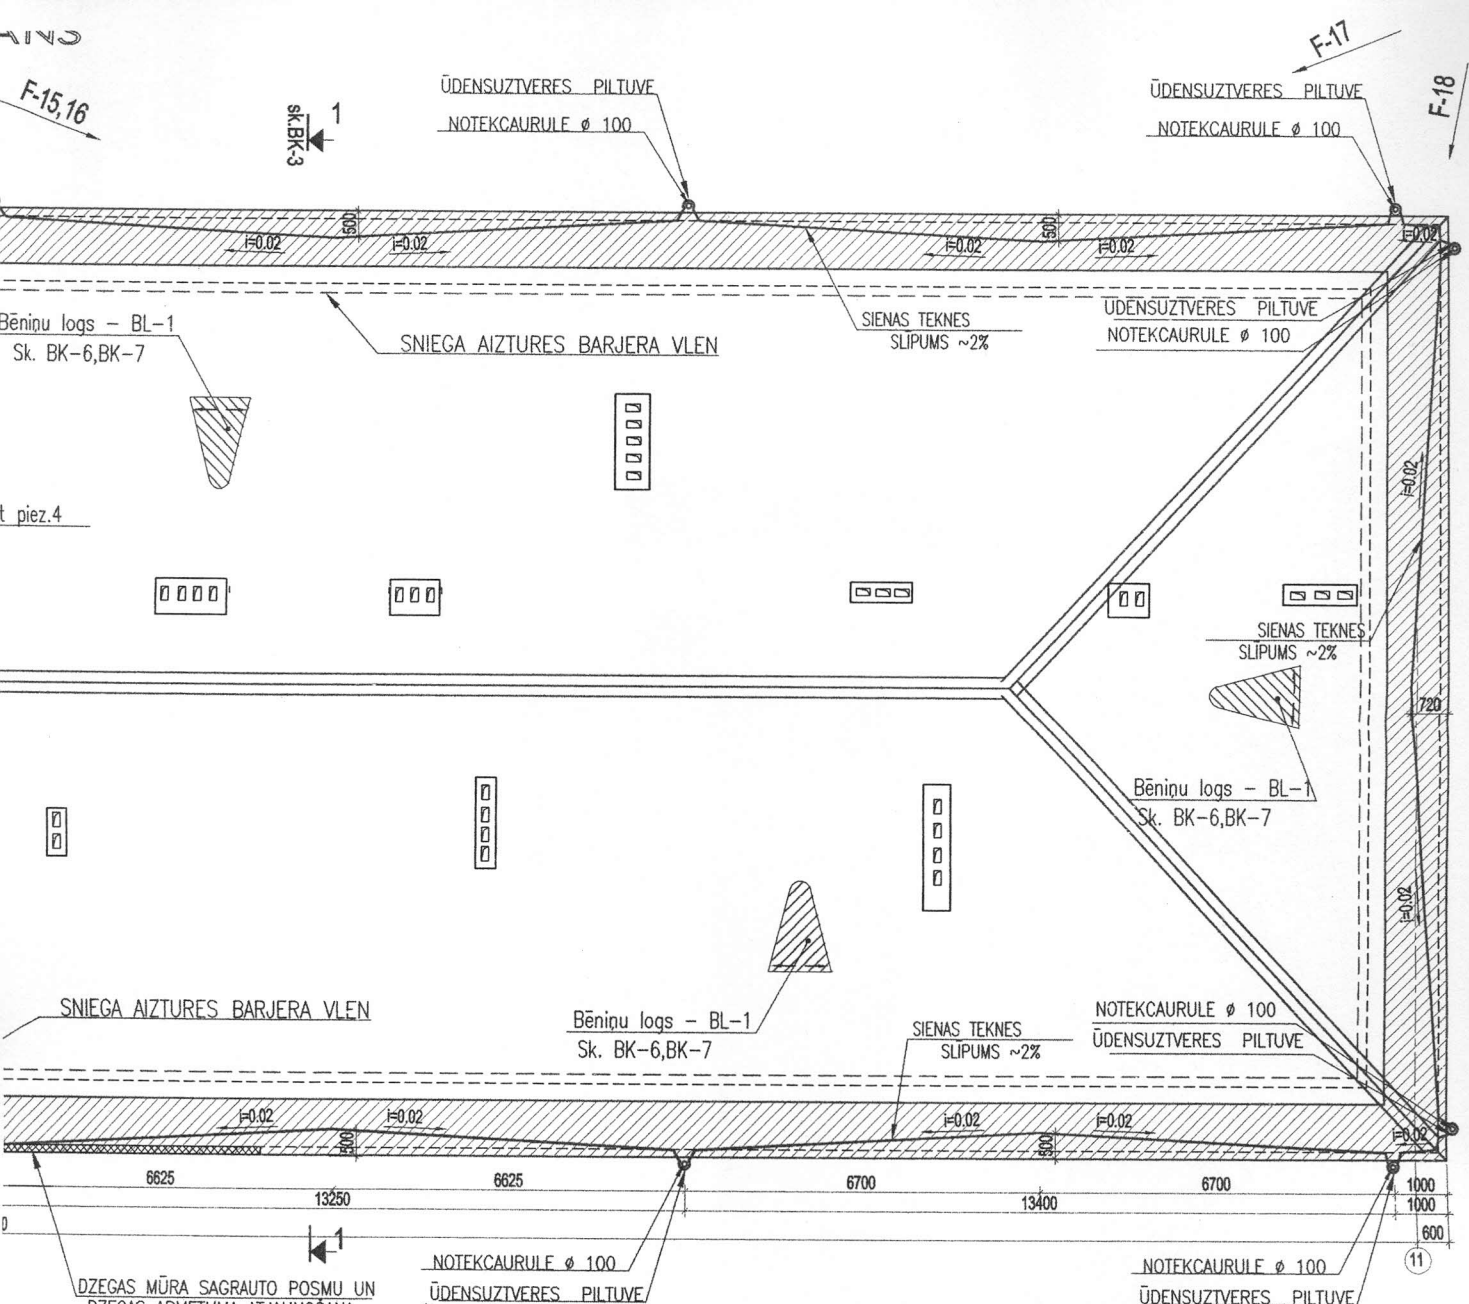 F-15,16
1
sk.BK-3
ŪDENSUZTVERES PILTUVE
NOTEKCAURULE ø 100
F-17
ŪDENSUZTVERES PILTUVE
NOTEKCAURULE ø 100
F-18
500
500
i=0.02
i=0.02
i=0.02
i=0.02
i=0.02
Bēniņu logs – BL-1
Sk. BK-6,BK-7
SNIEGA AIZTURES BARJERA VLEN
SIENAS TEKNES
SLĪPUMS ~2%
ŪDENSUZTVERES PILTUVE
NOTEKCAURULE ø 100
i=0.02
t piez.4
SIENAS TEKNES
SLĪPUMS ~2%
720
Bēniņu logs – BL-1
Sk. BK-6,BK-7
i=0.02
SNIEGA AIZTURES BARJERA VLEN
Bēniņu logs – BL-1
Sk. BK-6,BK-7
SIENAS TEKNES
SLĪPUMS ~2%
NOTEKCAURULE ø 100
ŪDENSUZTVERES PILTUVE
i=0.02
i=0.02
i=0.02
i=0.02
i=0.02
500
500
6625
6625
6700
6700
1000
13250
13400
1000
600
1
11
NOTEKCAURULE ø 100
ŪDENSUZTVERES PILTUVE
NOTEKCAURULE ø 100
ŪDENSUZTVERES PILTUVE
DZEGAS MŪRA SAGRAUTO POSMU UN